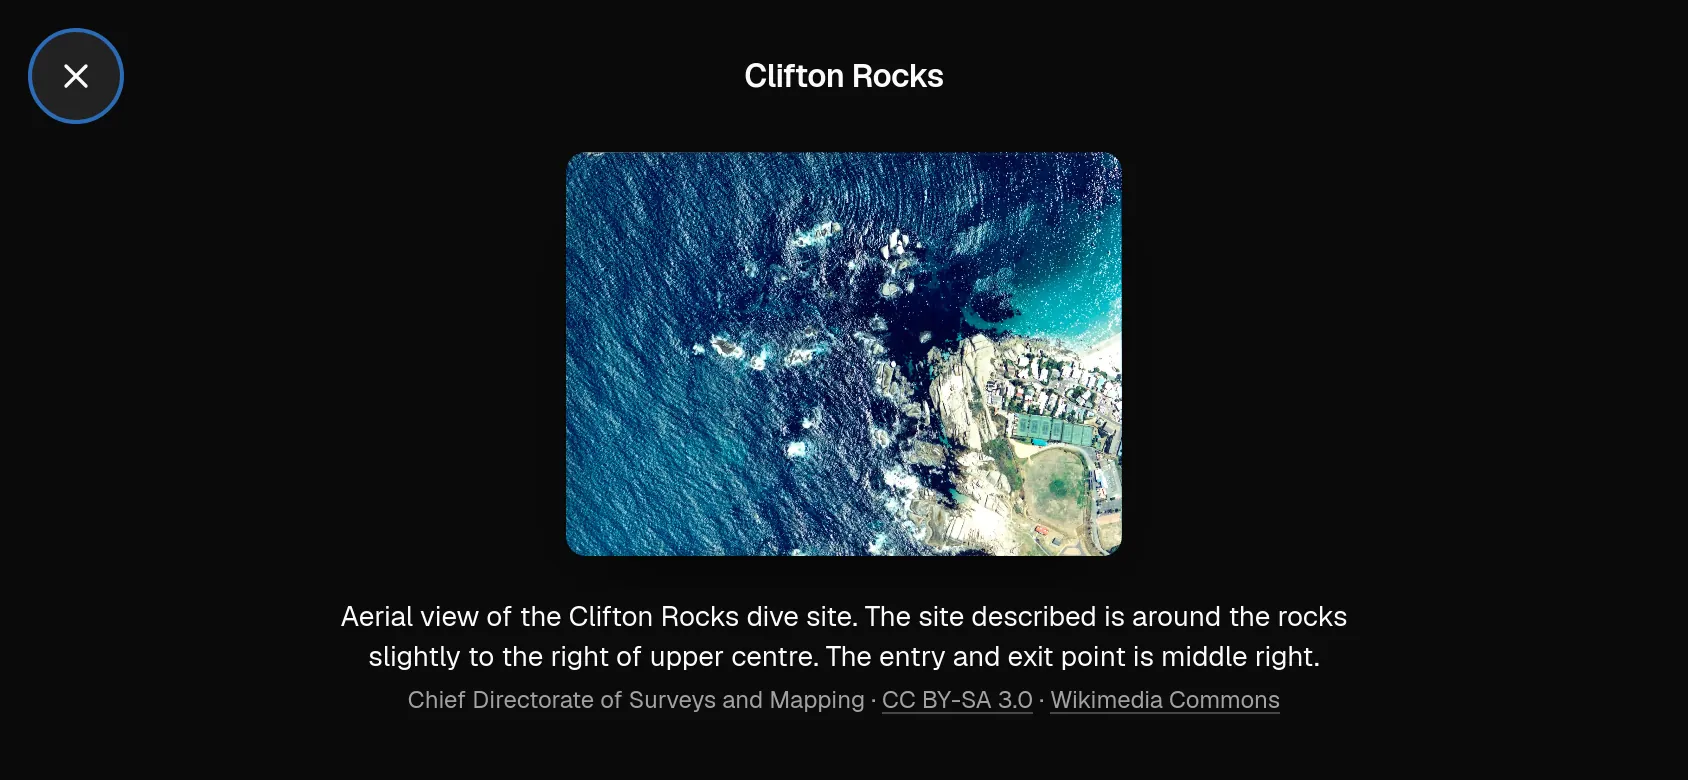 Clifton Rocks
Aerial view of the Clifton Rocks dive site. The site described is around the rocks
slightly to the right of upper centre. The entry and exit point is middle right.
Chief Directorate of Surveys and Mapping · CC BY-SA 3.0 · Wikimedia Commons